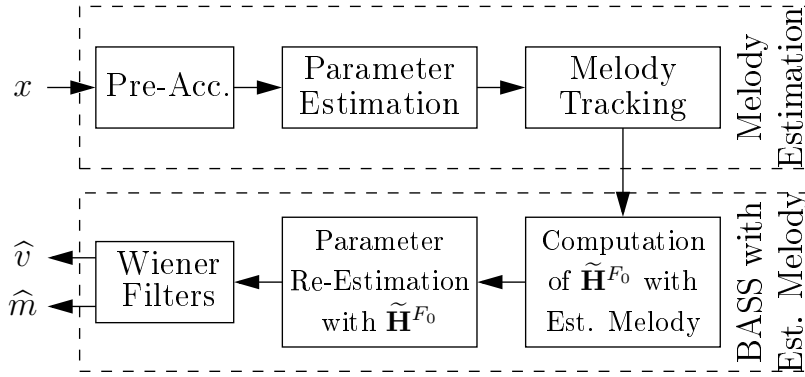 x
Pre-Acc.
Parameter
Estimation
Melody
Tracking
Melody
Estimation
v̂
m̂
Wiener
Filters
Parameter
Re-Estimation
with H̃^{F_0}
Computation
of H̃^{F_0} with
Est. Melody
BASS with
Est. Melody